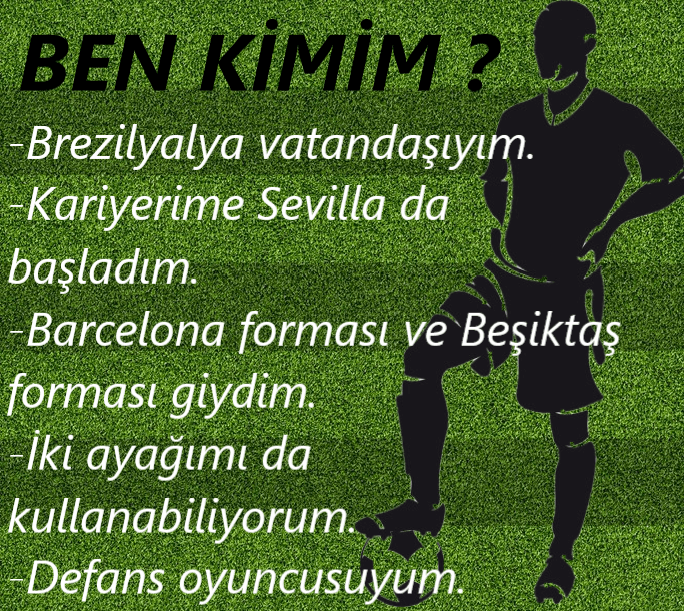 BEN KİMİM ?
-Brezilyalya vatandaşıyım.
-Kariyerime Sevilla da
başladım.
-Barcelona forması ve Beşiktaş
forması giydim.
-İki ayağımı da
kullanabiliyorum.
-Defans oyuncusuyum.